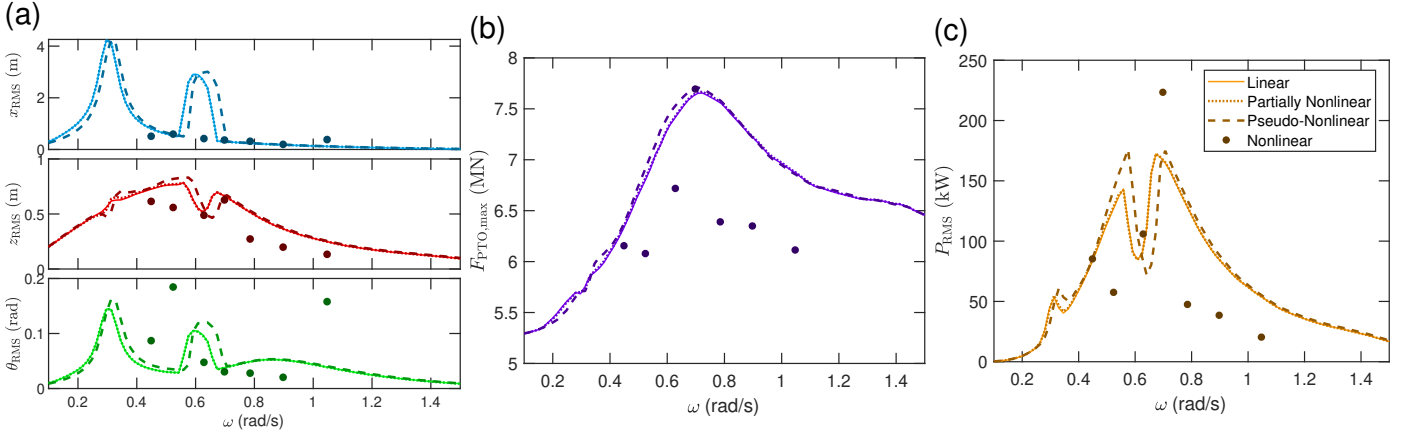 (a)
x_RMS (m)
4
2
0
z_RMS (m)
1
0.5
0
θ_RMS (rad)
0.2
0.1
0
0.2 0.4 0.6 0.8 1 1.2 1.4
ω (rad/s)
(b)
F_PTO,max (MN)
8
7.5
7
6.5
6
5.5
5
0.2 0.4 0.6 0.8 1 1.2 1.4
ω (rad/s)
(c)
P_RMS (kW)
250
200
150
100
50
0
0.2 0.4 0.6 0.8 1 1.2 1.4
ω (rad/s)
Linear
Partially Nonlinear
Pseudo-Nonlinear
Nonlinear